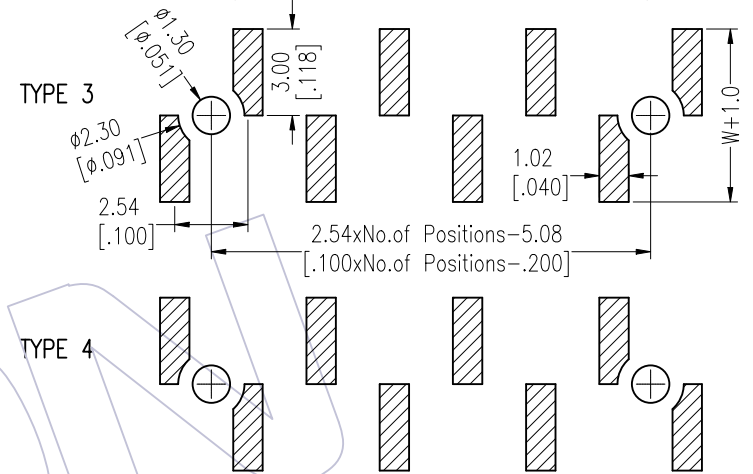 TYPE 3
ø1.30
[ø.051]
3.00
[.118]
W+1.0
ø2.30
[ø.091]
1.02
[.040]
2.54
[.100]
2.54xNo.of Positions-5.08
[.100xNo.of Positions-.200]
TYPE 4